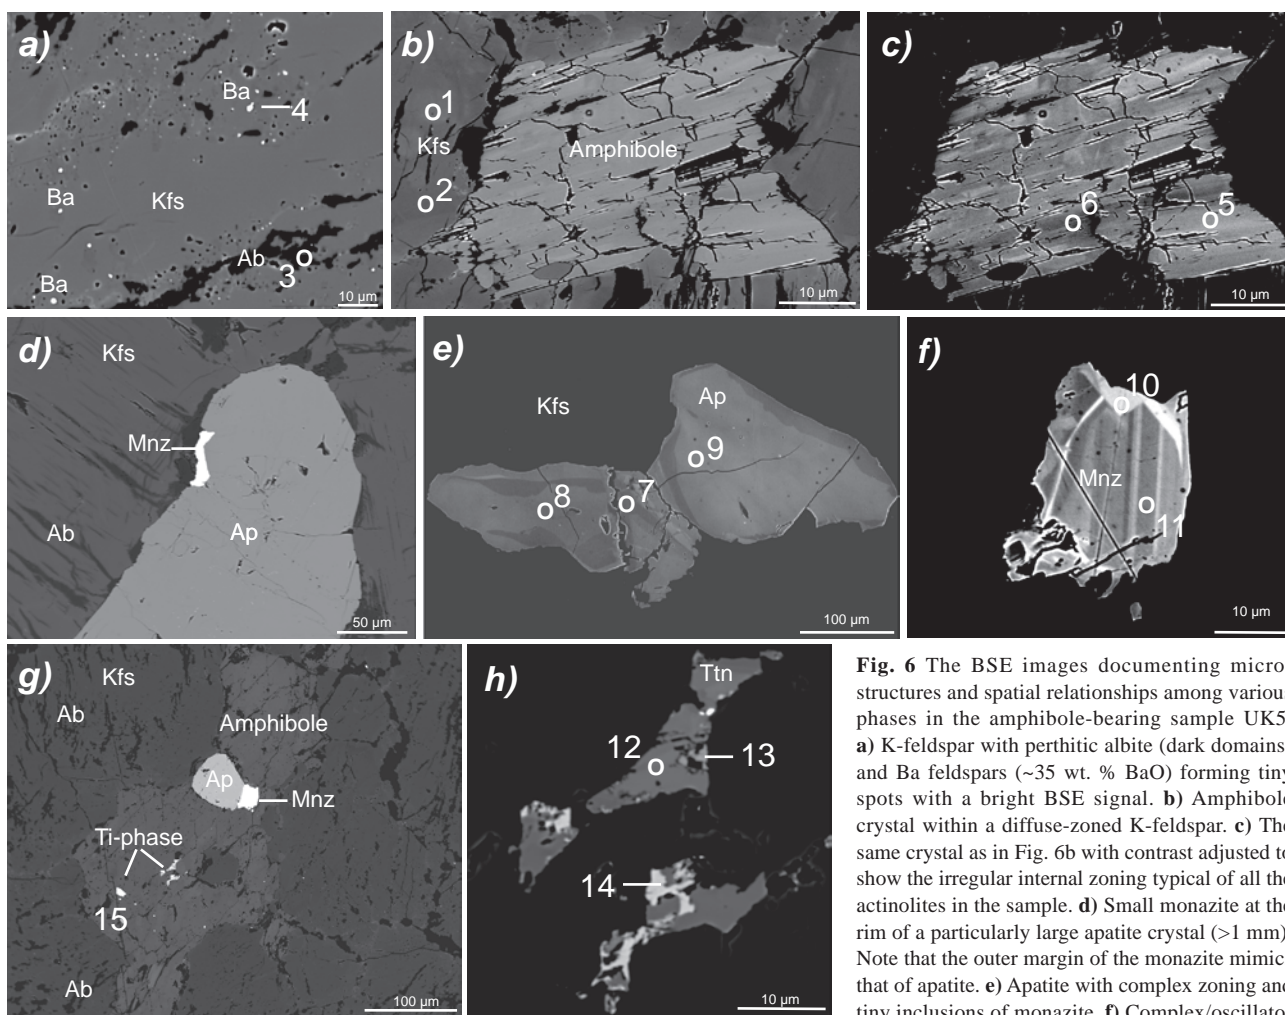 a)
Ba
4
Ba
Kfs
Ab
3
Ba
10 µm
b)
1
Kfs
2
Amphibole
10 µm
c)
6
5
10 µm
d)
Kfs
Mnz
Ab
Ap
50 µm
e)
Kfs
Ap
9
8
7
100 µm
f)
10
Mnz
11
10 µm
g)
Kfs
Ab
Amphibole
Ap
Mnz
Ti-phase
15
Ab
100 µm
h)
Ttn
12
13
14
10 µm
Fig. 6 The BSE images documenting micro
structures and spatial relationships among various
phases in the amphibole-bearing sample UK5
a) K-feldspar with perthitic albite (dark domains
and Ba feldspars (~35 wt. % BaO) forming tiny
spots with a bright BSE signal. b) Amphibole
crystal within a diffuse-zoned K-feldspar. c) The
same crystal as in Fig. 6b with contrast adjusted to
show the irregular internal zoning typical of all the
actinolites in the sample. d) Small monazite at the
rim of a particularly large apatite crystal (>1 mm)
Note that the outer margin of the monazite mimic
that of apatite. e) Apatite with complex zoning and
tiny inclusions of monazite. f) Complex/oscillato